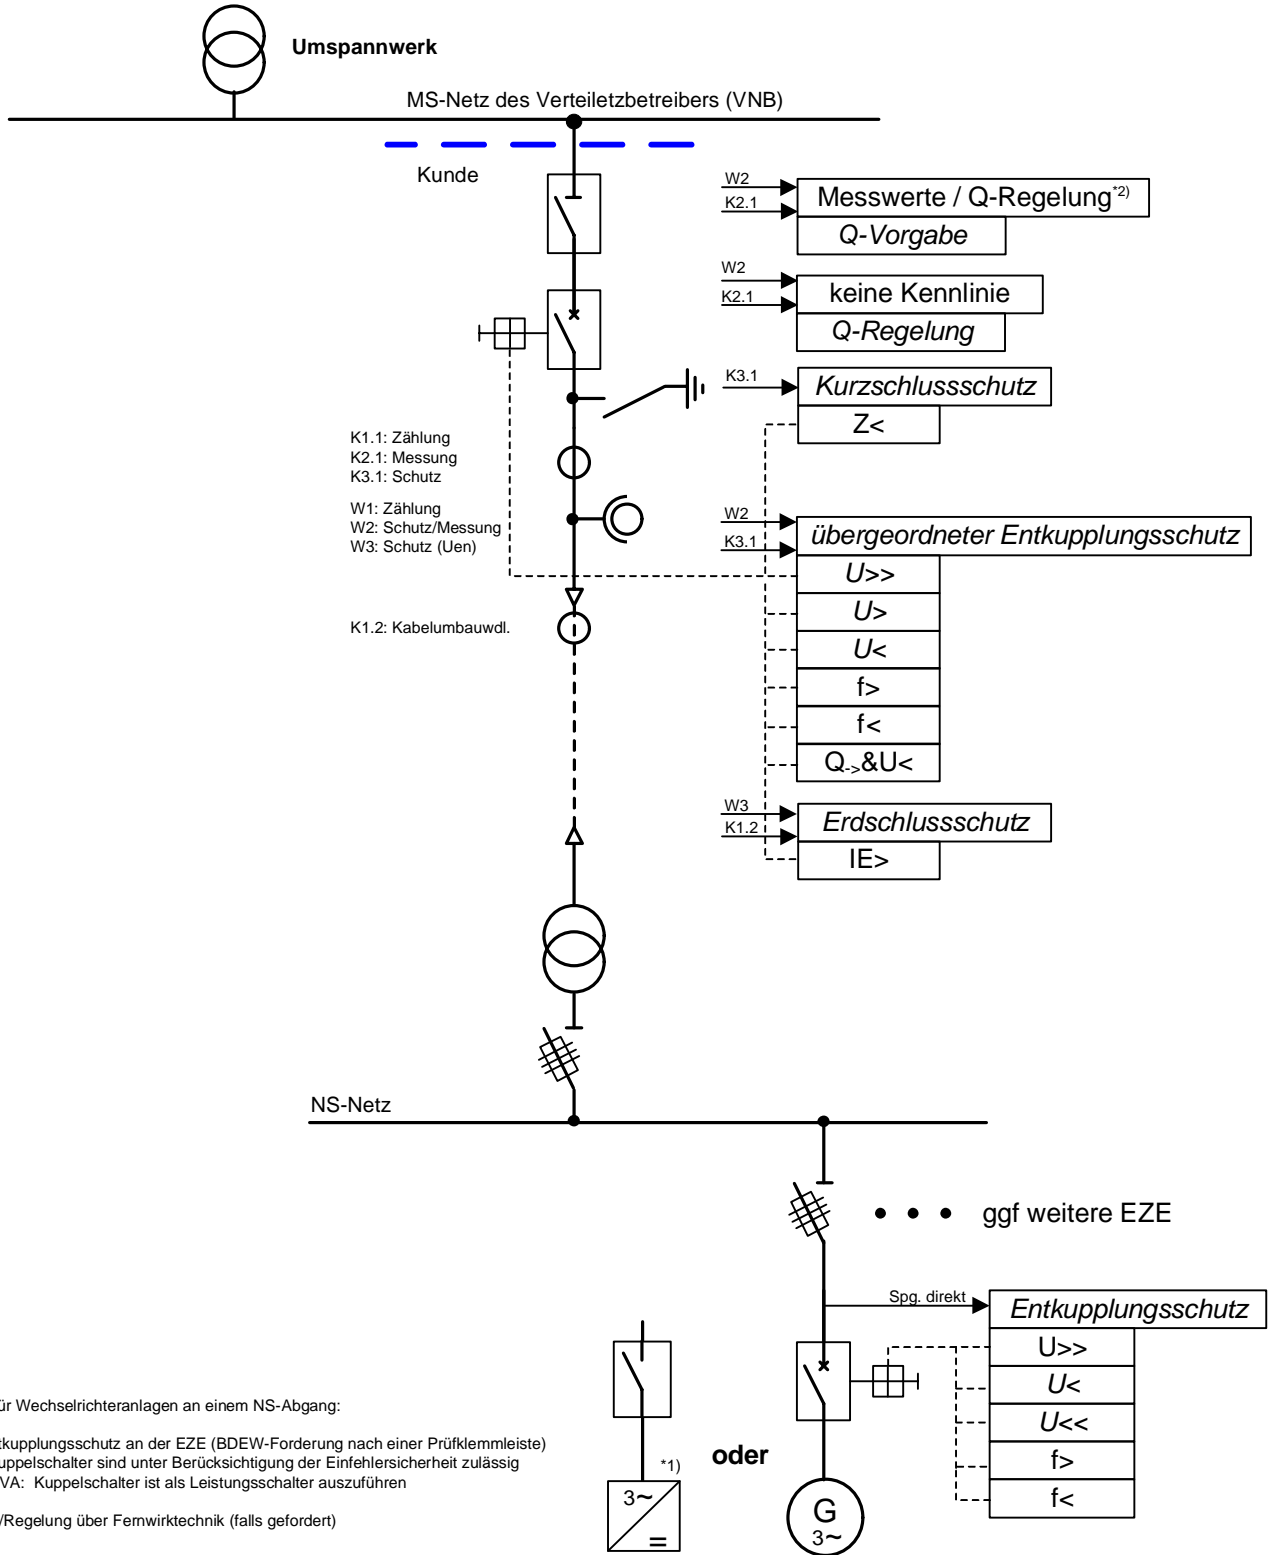 Umspannwerk
MS-Netz des Verteiletzbetreibers (VNB)
Kunde
W2
K2.1
Messwerte / Q-Regelung*2)
Q-Vorgabe
W2
K2.1
keine Kennlinie
Q-Regelung
K3.1
Kurzschlussschutz
Z<
K1.1: Zählung
K2.1: Messung
K3.1: Schutz
W1: Zählung
W2: Schutz/Messung
W3: Schutz (Uen)
W2
K3.1
übergeordneter Entkupplungsschutz
U>>
U>
U<
f>
f<
Q->&U<
K1.2: Kabelumbauwdl.
W3
K1.2
Erdschlussschutz
IE>
NS-Netz
ggf weitere EZE
Spg. direkt
Entkupplungsschutz
U>>
U<
U<<
f>
f<
ür Wechselrichteranlagen an einem NS-Abgang:
tkupplungsschutz an der EZE (BDEW-Forderung nach einer Prüfklemmleiste)
uppelschalter sind unter Berücksichtigung der Einfehlersicherheit zulässig
VA: Kuppelschalter ist als Leistungsschalter auszuführen
/Regelung über Fernwirktechnik (falls gefordert)
*1)
3~
=
oder
G
3~